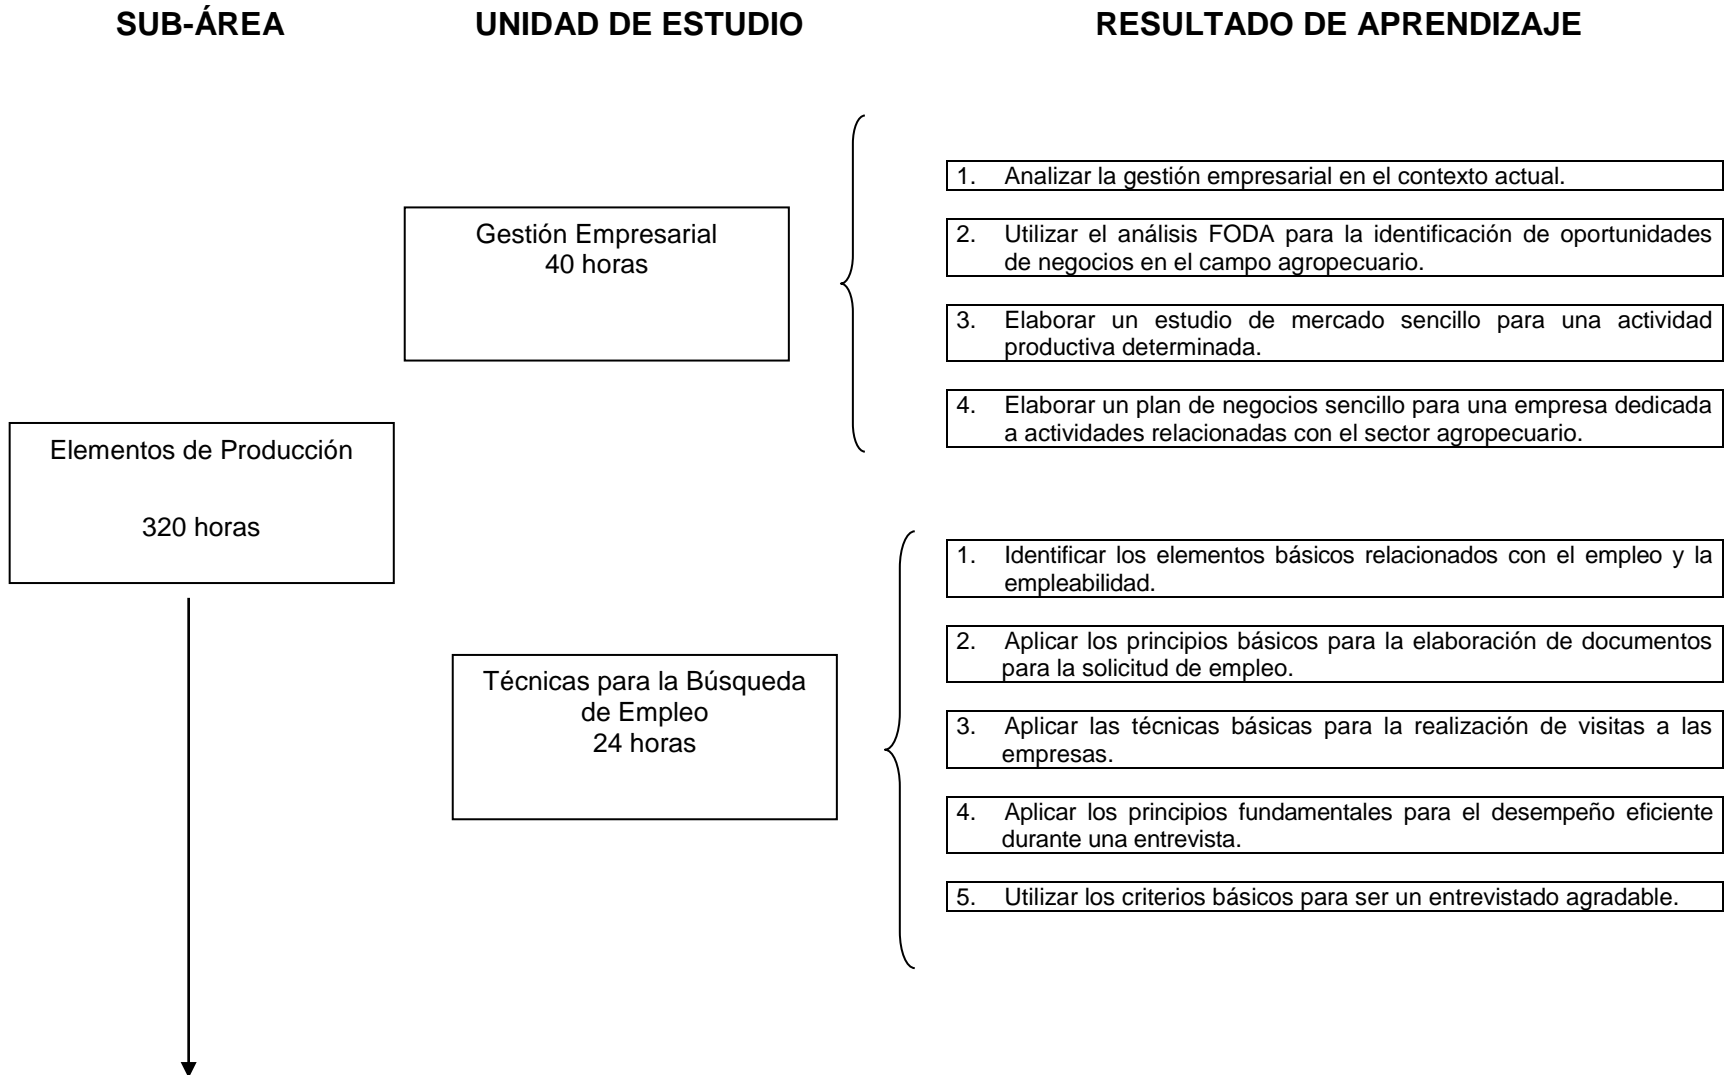 SUB-ÁREA
UNIDAD DE ESTUDIO
RESULTADO DE APRENDIZAJE
Elementos de Producción
320 horas
Gestión Empresarial
40 horas
1. Analizar la gestión empresarial en el contexto actual.
2. Utilizar el análisis FODA para la identificación de oportunidades
de negocios en el campo agropecuario.
3. Elaborar un estudio de mercado sencillo para una actividad
productiva determinada.
4. Elaborar un plan de negocios sencillo para una empresa dedicada
a actividades relacionadas con el sector agropecuario.
Técnicas para la Búsqueda
de Empleo
24 horas
1. Identificar los elementos básicos relacionados con el empleo y la
empleabilidad.
2. Aplicar los principios básicos para la elaboración de documentos
para la solicitud de empleo.
3. Aplicar las técnicas básicas para la realización de visitas a las
empresas.
4. Aplicar los principios fundamentales para el desempeño eficiente
durante una entrevista.
5. Utilizar los criterios básicos para ser un entrevistado agradable.